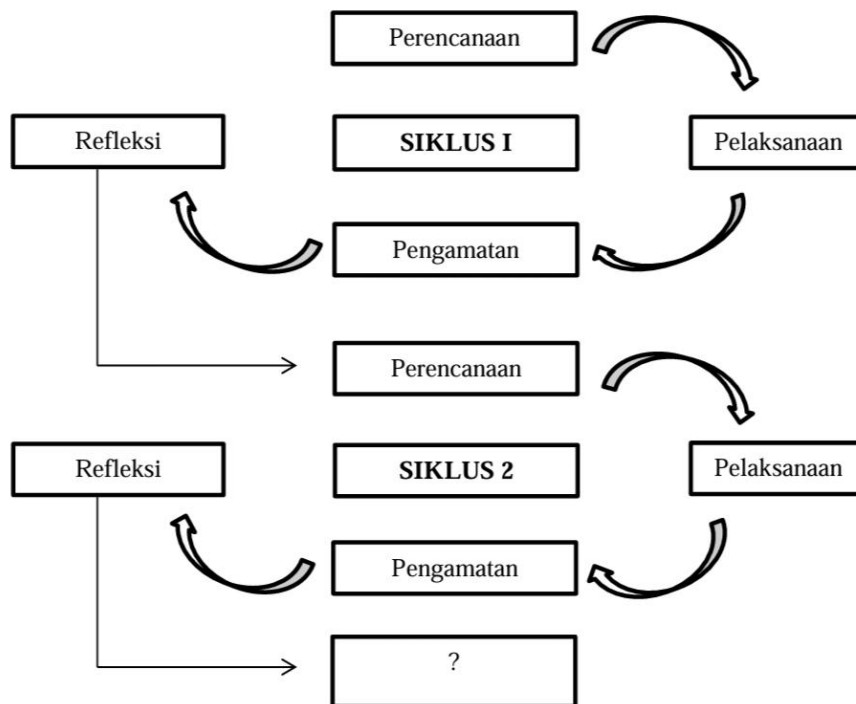 Perencanaan
Refleksi
SIKLUS I
Pelaksanaan
Pengamatan
Perencanaan
Refleksi
SIKLUS 2
Pelaksanaan
Pengamatan
?